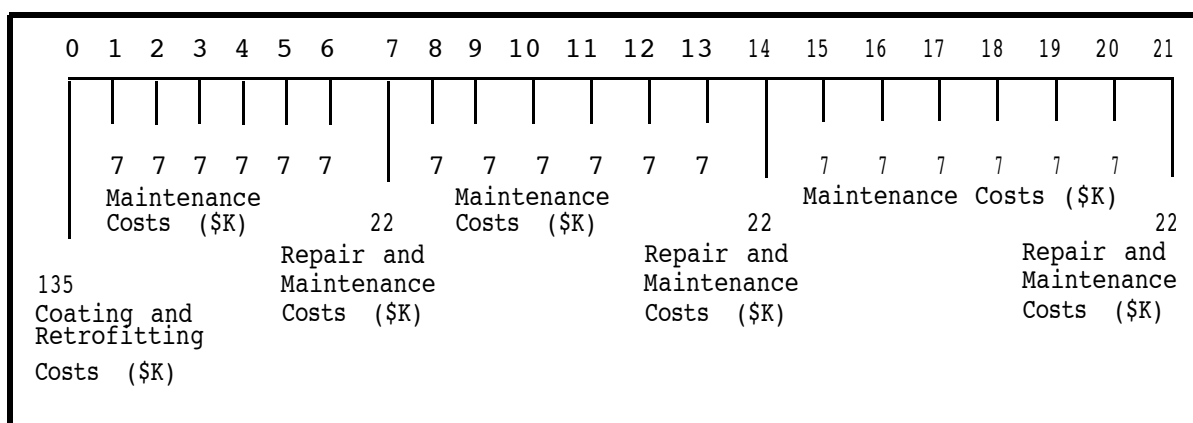 0 1 2 3 4 5 6 7 8 9 10 11 12 13 14 15 16 17 18 19 20 21
7 7 7 7 7 7 7 7 7 7 7 7 7 7 7 7 7 7
Maintenance Costs ($K)
Maintenance Costs ($K)
Maintenance Costs ($K)
22 22 22
Repair and Maintenance Costs ($K)
Repair and Maintenance Costs ($K)
Repair and Maintenance Costs ($K)
135
Coating and
Retrofitting
Costs ($K)